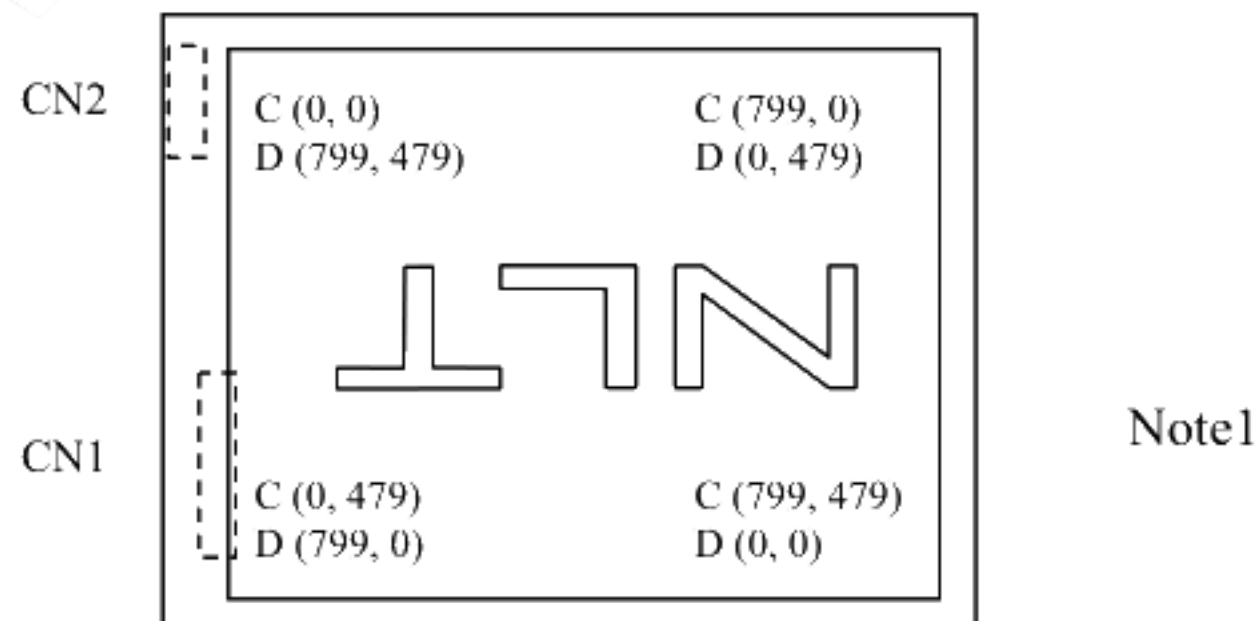 CN2
C (0, 0)
C (799, 0)
D (799, 479)
D (0, 479)
NLT
CN1
Note1
C (0, 479)
C (799, 479)
D (799, 0)
D (0, 0)